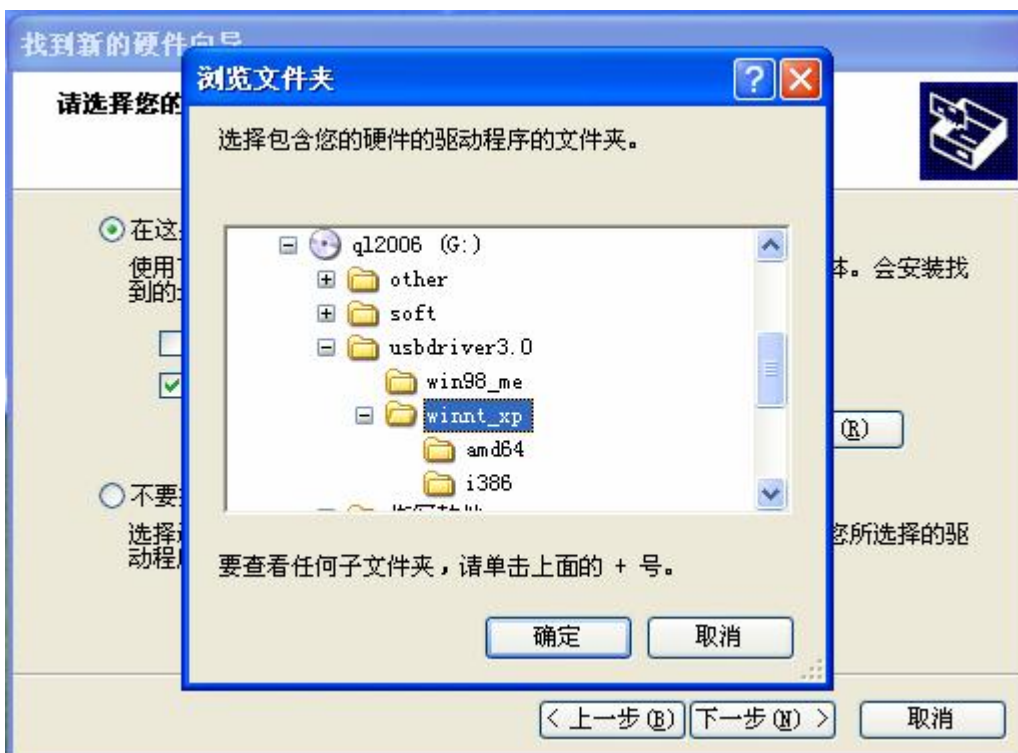 找到新的硬件向导
浏览文件夹
请选择您的
选择包含您的硬件的驱动程序的文件夹。
在这
ql2006 (G:)
使用
体。会安装找
到的
other
soft
usbdriver3.0
win98_me
winnt_xp
(R)
amd64
i386
不要
选择
您所选择的驱
动程
要查看任何子文件夹，请单击上面的 + 号。
确定
取消
< 上一步(B)
下一步(N) >
取消